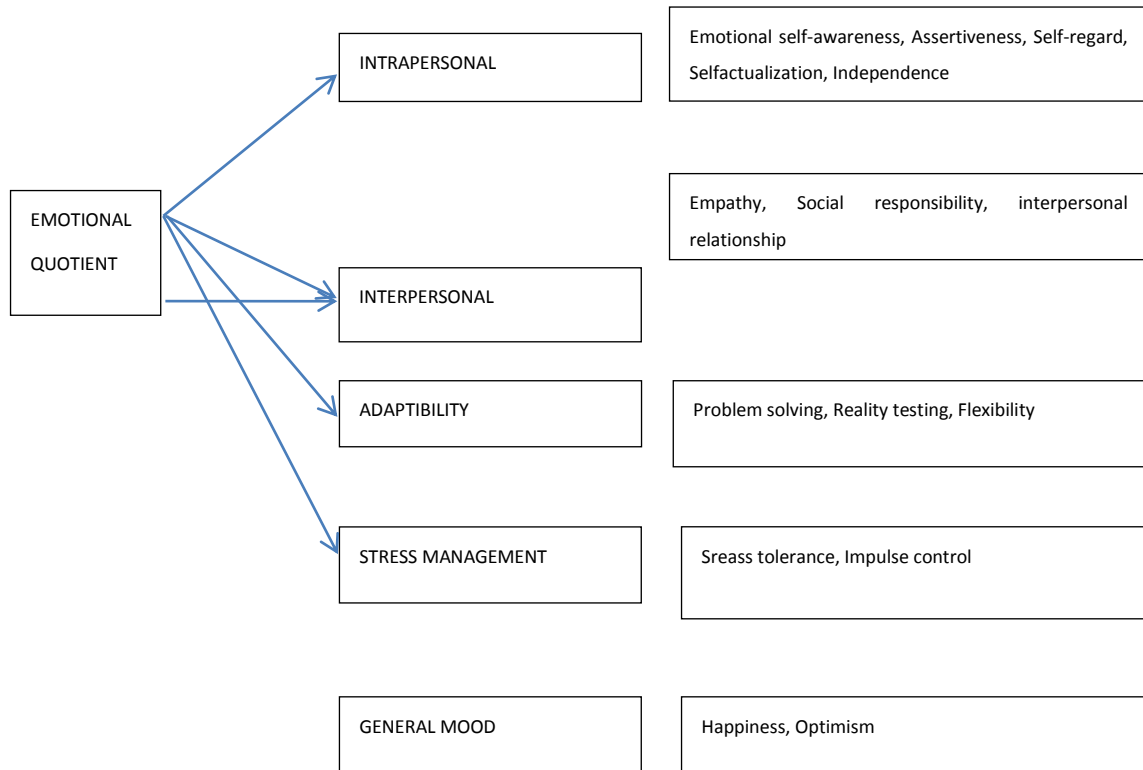 INTRAPERSONAL
Emotional self-awareness, Assertiveness, Self-regard,
Selfactualization, Independence
EMOTIONAL
QUOTIENT
Empathy, Social responsibility, interpersonal
relationship
INTERPERSONAL
ADAPTIBILITY
Problem solving, Reality testing, Flexibility
STRESS MANAGEMENT
Sreass tolerance, Impulse control
GENERAL MOOD
Happiness, Optimism